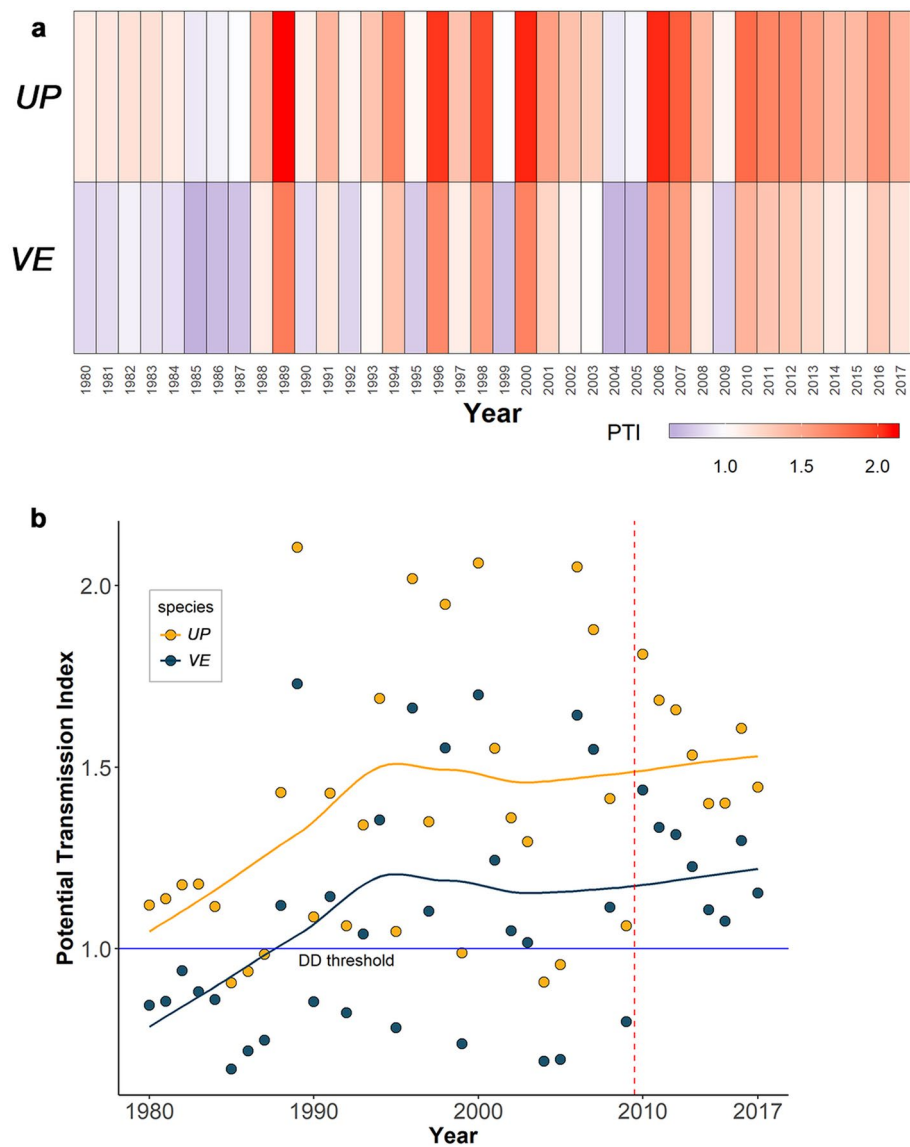 a
UP
VE
1980 1981 1982 1983 1984 1985 1986 1987 1988 1989 1990 1991 1992 1993 1994 1995 1996 1997 1998 1999 2000 2001 2002 2003 2004 2005 2006 2007 2008 2009 2010 2011 2012 2013 2014 2015 2016 2017
Year
PTI
1.0 1.5 2.0
b
Potential Transmission Index
2.0
1.5
1.0
species
UP
VE
DD threshold
1980 1990 2000 2010 2017
Year